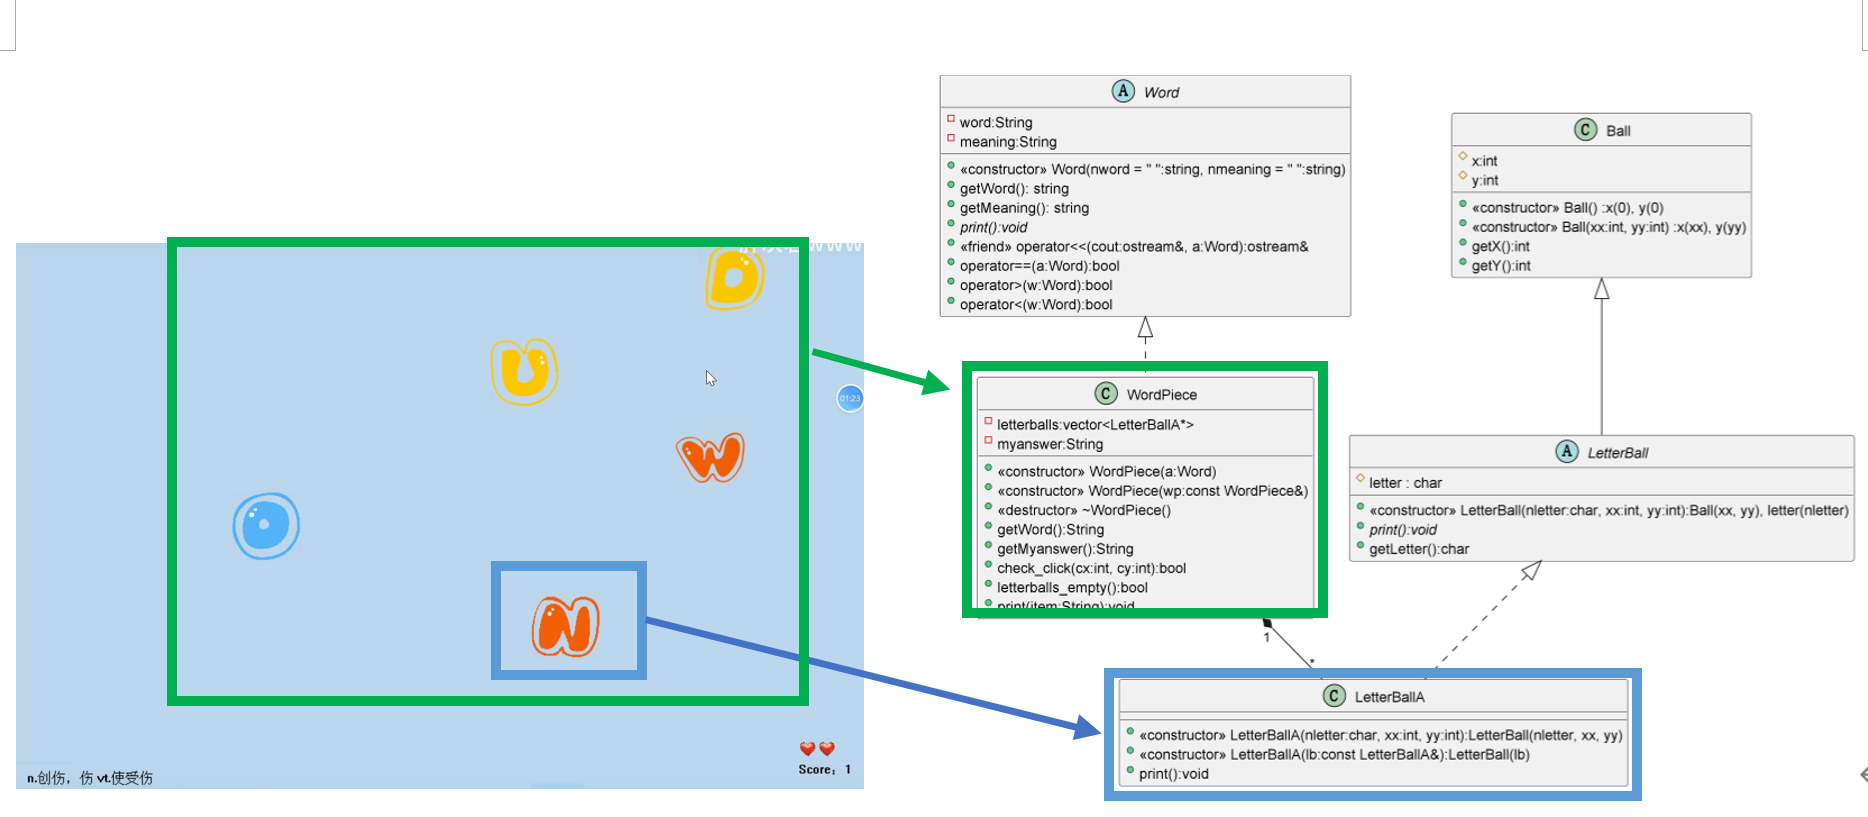 D
U
W
O
N
01:23
n.创伤，伤 vt.使受伤
Score: 1
A Word
word:String
meaning:String
«constructor» Word(nword = " ":string, nmeaning = " ":string)
getWord(): string
getMeaning(): string
print():void
«friend» operator<<(cout:ostream&, a:Word):ostream&
operator==(a:Word):bool
operator>(w:Word):bool
operator<(w:Word):bool
C Ball
x:int
y:int
«constructor» Ball() :x(0), y(0)
«constructor» Ball(xx:int, yy:int) :x(xx), y(yy)
getX():int
getY():int
C WordPiece
letterballs:vector<LetterBallA*>
myanswer:String
«constructor» WordPiece(a:Word)
«constructor» WordPiece(wp:const WordPiece&)
«destructor» ~WordPiece()
getWord():String
getMyanswer():String
check_click(cx:int, cy:int):bool
letterballs_empty():bool
print(item:String):void
1
*
A LetterBall
letter : char
«constructor» LetterBall(nletter:char, xx:int, yy:int):Ball(xx, yy), letter(nletter)
print():void
getLetter():char
C LetterBallA
«constructor» LetterBallA(nletter:char, xx:int, yy:int):LetterBall(nletter, xx, yy)
«constructor» LetterBallA(lb:const LetterBallA&):LetterBall(lb)
print():void